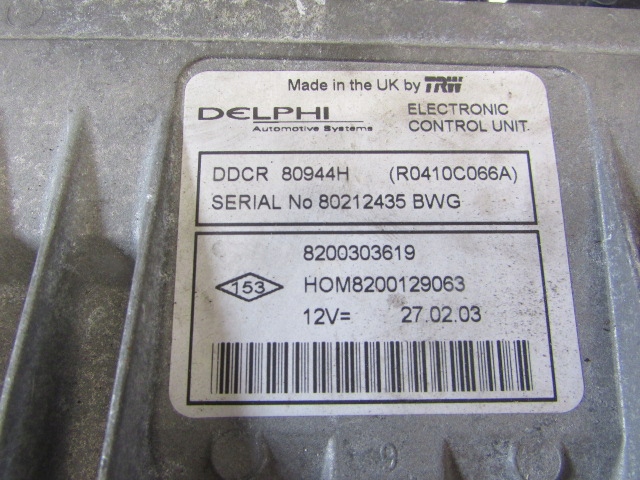 Made in the UK by TRW
DELPHI
Automotive Systems
ELECTRONIC
CONTROL UNIT
DDCR 80944H (R0410C066A)
SERIAL No 80212435 BWG
8200303619
153
HOM8200129063
12V= 27.02.03
9